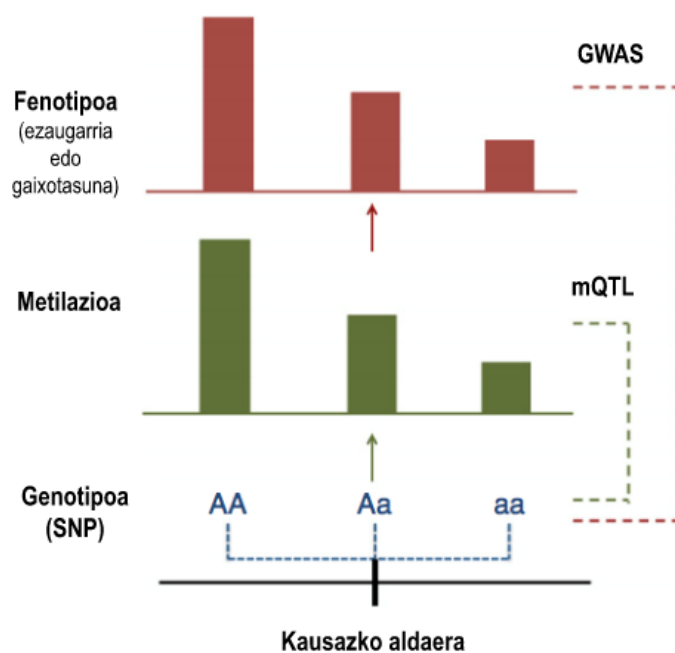 GWAS
Fenotipoa
(ezaugarria
edo
gaixotasuna)
Metilazioa
mQTL
Genotipoa
(SNP)
AA Aa aa
Kausazko aldaera